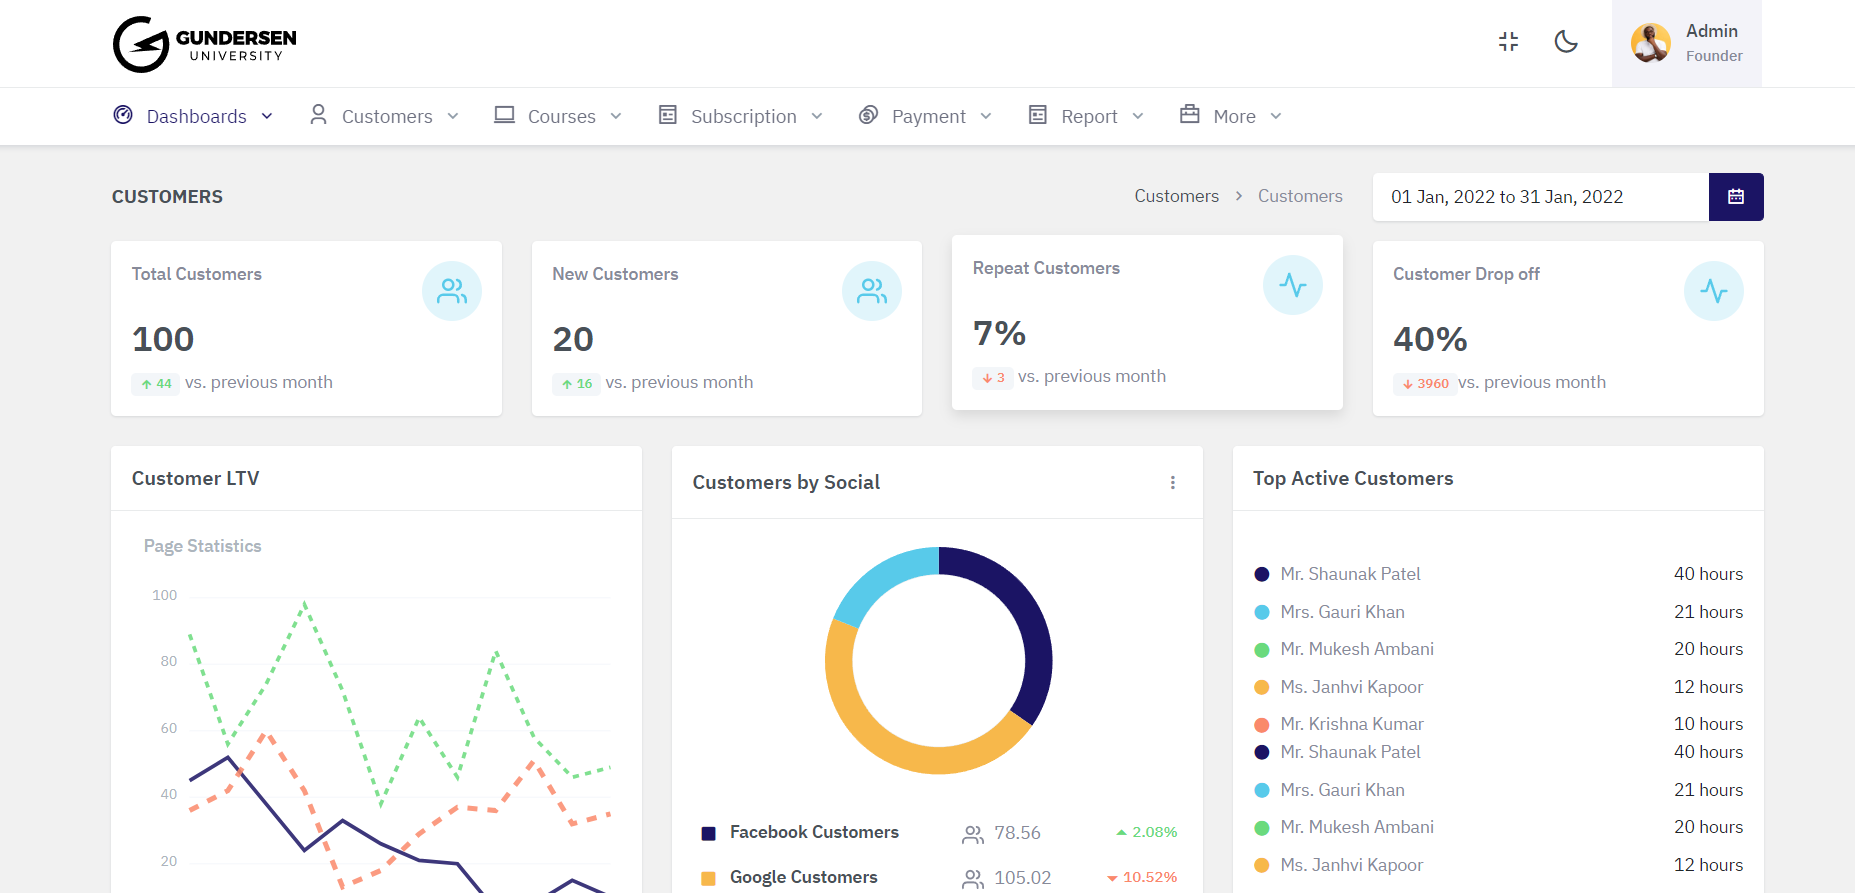 GUNDERSEN
UNIVERSITY
Admin
Founder
Dashboards
Customers
Courses
Subscription
Payment
Report
More
CUSTOMERS
Customers > Customers
01 Jan, 2022 to 31 Jan, 2022
Total Customers
100
44 vs. previous month
New Customers
20
16 vs. previous month
Repeat Customers
7%
3 vs. previous month
Customer Drop off
40%
3960 vs. previous month
Customer LTV
Page Statistics
100
80
60
40
20
Customers by Social
Facebook Customers 78.56 2.08%
Google Customers 105.02 10.52%
Top Active Customers
Mr. Shaunak Patel 40 hours
Mrs. Gauri Khan 21 hours
Mr. Mukesh Ambani 20 hours
Ms. Janhvi Kapoor 12 hours
Mr. Krishna Kumar 10 hours
Mr. Shaunak Patel 40 hours
Mrs. Gauri Khan 21 hours
Mr. Mukesh Ambani 20 hours
Ms. Janhvi Kapoor 12 hours